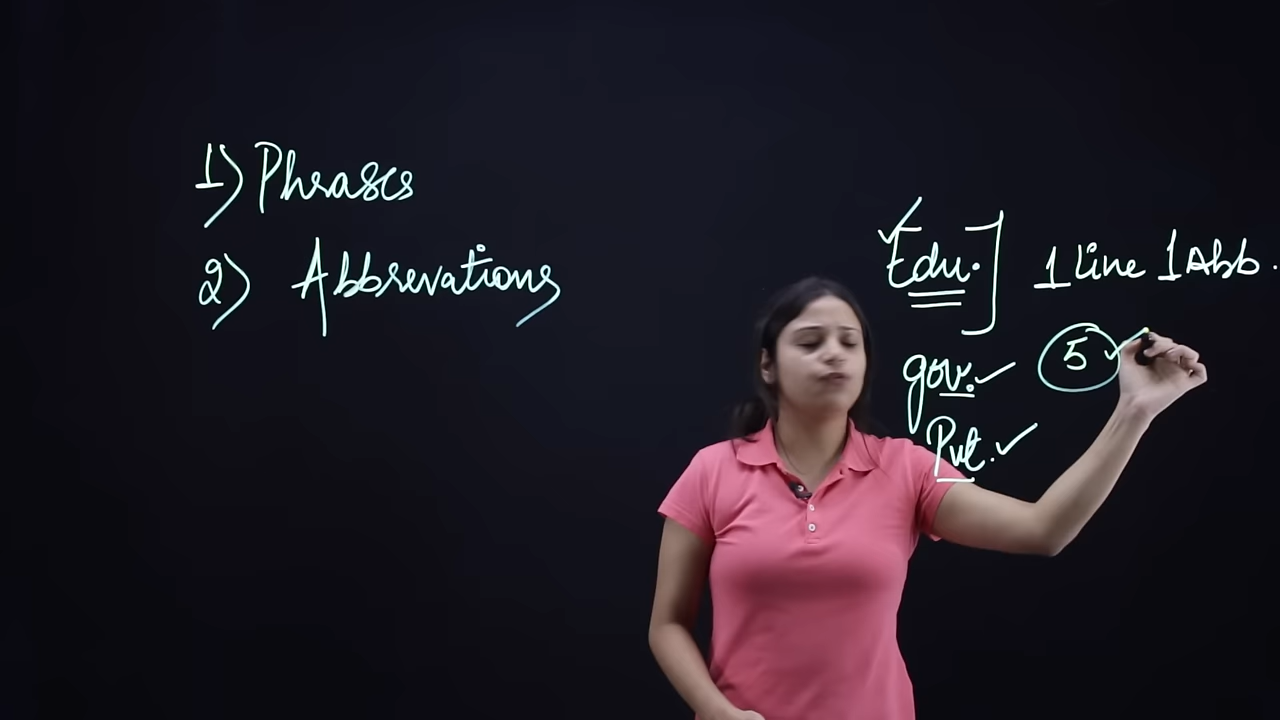 1) Phrases
2) Abbrevations
Edu. 1 Line 1 Abb.
gov. 5
Pvt.